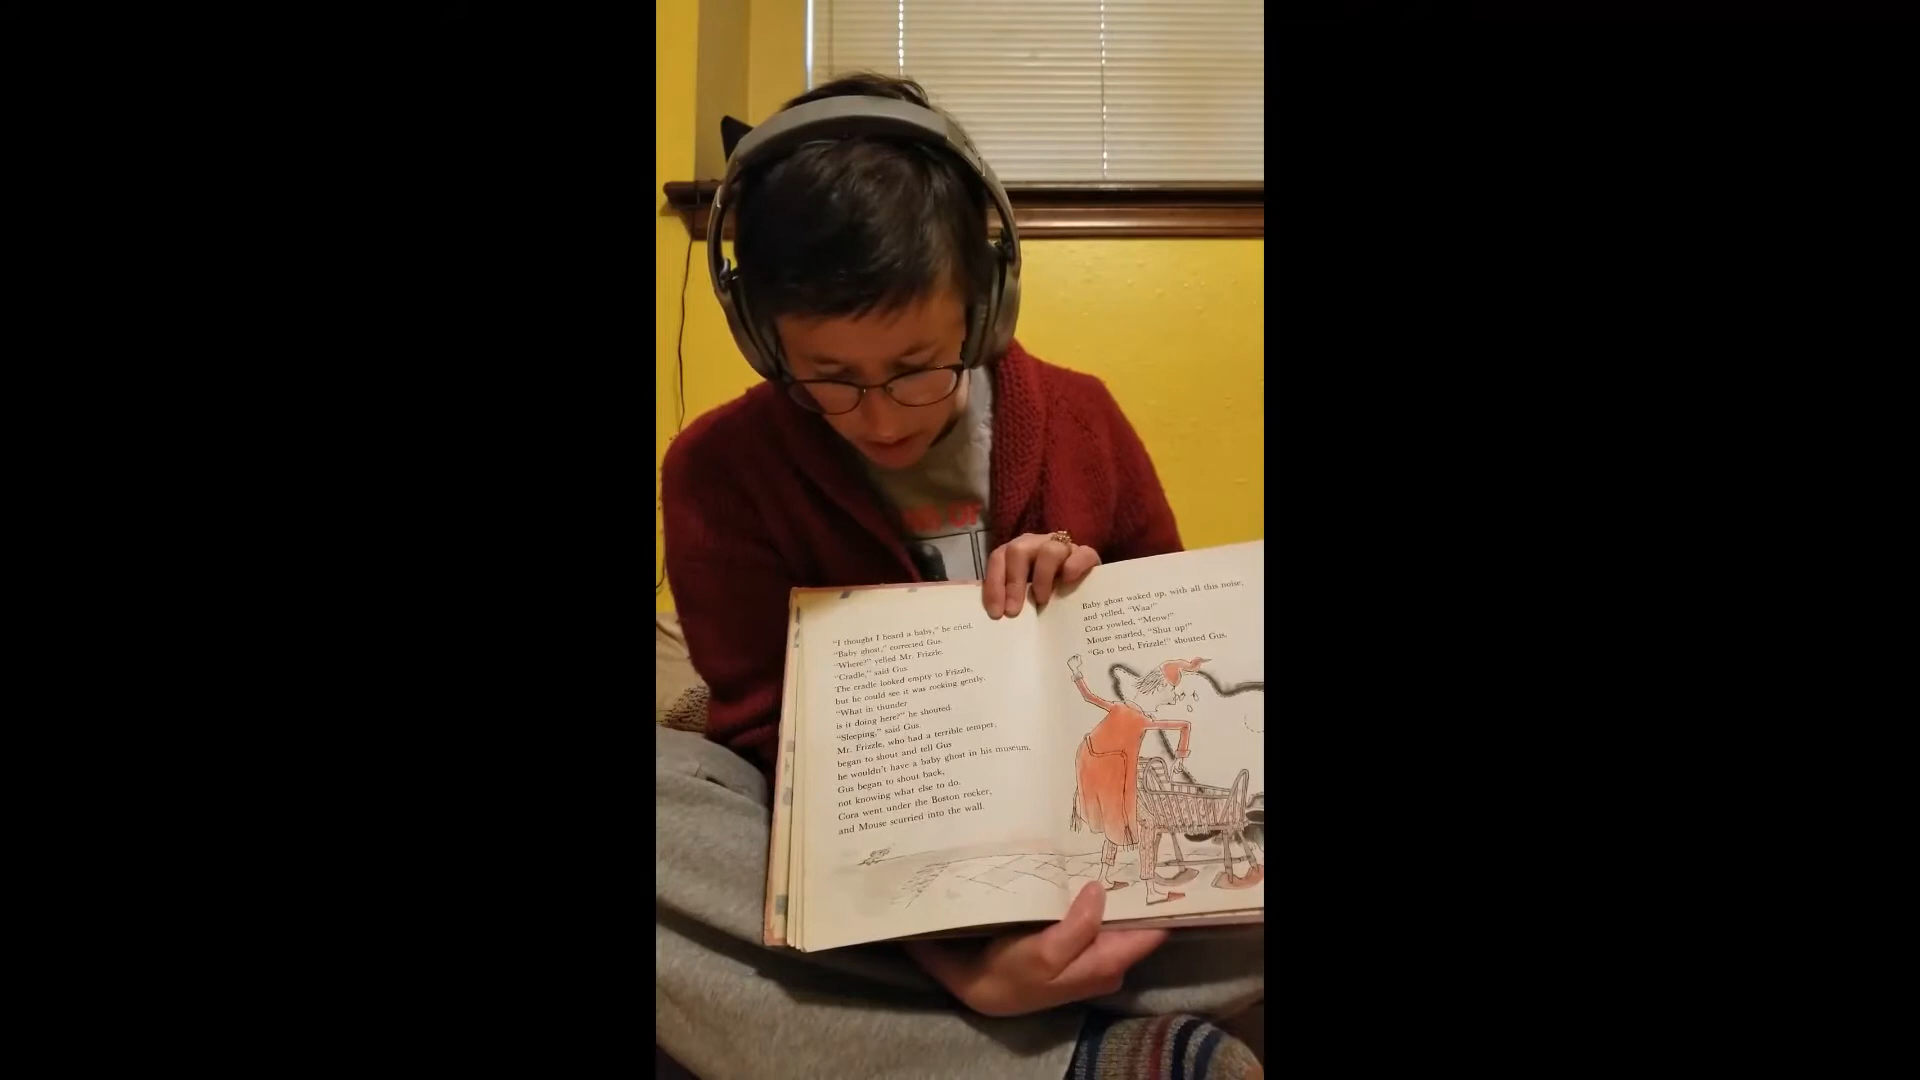 "I thought I heard a baby," he cried.
"Baby ghost," corrected Gus.
"Where?" yelled Mr. Frizzle.
"Cradle," said Gus
The cradle looked empty to Frizzle,
but he could see it was rocking gently.
"What in thunder
is it doing here?" he shouted.
"Sleeping," said Gus.
Mr. Frizzle, who had a terrible temper,
began to shout and tell Gus
he wouldn't have a baby ghost in his museum.
Gus began to shout back,
not knowing what else to do.
Cora went under the Boston rocker,
and Mouse scurried into the wall.
Baby ghost waked up, with all this noise,
and yelled, "Waa!"
Cora yowled, "Meow!"
Mouse snarled, "Shut up!"
"Go to bed, Frizzle!" shouted Gus.